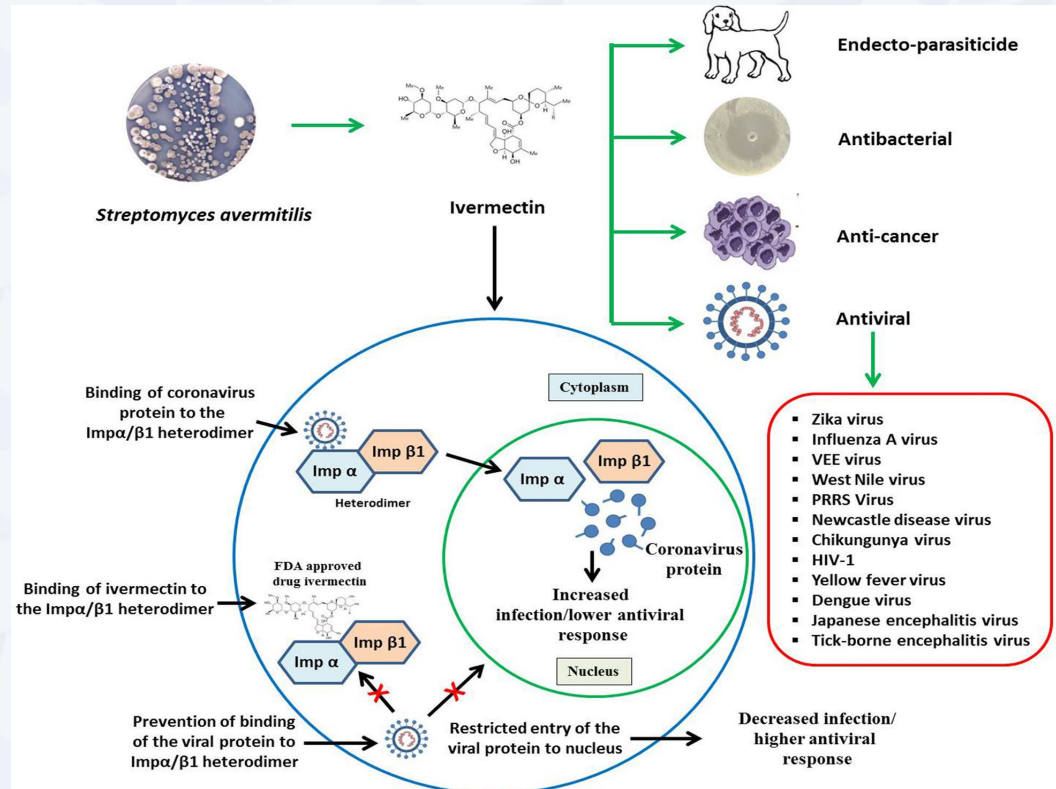 Endecto-parasiticide
Antibacterial
Streptomyces avermitilis
Ivermectin
Anti-cancer
Antiviral
Zika virus
Influenza A virus
VEE virus
West Nile virus
PRRS Virus
Newcastle disease virus
Chikungunya virus
HIV-1
Yellow fever virus
Dengue virus
Japanese encephalitis virus
Tick-borne encephalitis virus
Cytoplasm
Binding of coronavirus
protein to the
Impα/β1 heterodimer
Imp α
Imp β1
Heterodimer
Imp α
Imp β1
Coronavirus
protein
Increased
infection/lower antiviral
response
Nucleus
Binding of ivermectin to
the Impα/β1 heterodimer
FDA approved
drug ivermectin
Imp α
Imp β1
Prevention of binding
of the viral protein to
Impα/β1 heterodimer
Restricted entry of the
viral protein to nucleus
Decreased infection/
higher antiviral
response